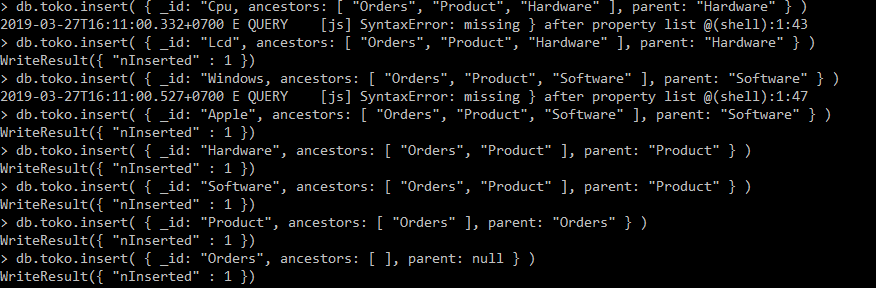 > db.toko.insert( { _id: "Cpu, ancestors: [ "Orders", "Product", "Hardware" ], parent: "Hardware" } )
2019-03-27T16:11:00.332+0700 E QUERY    [js] SyntaxError: missing } after property list @(shell):1:43
> db.toko.insert( { _id: "Lcd", ancestors: [ "Orders", "Product", "Hardware" ], parent: "Hardware" } )
WriteResult({ "nInserted" : 1 })
> db.toko.insert( { _id: "Windows, ancestors: [ "Orders", "Product", "Software" ], parent: "Software" } )
2019-03-27T16:11:00.527+0700 E QUERY    [js] SyntaxError: missing } after property list @(shell):1:47
> db.toko.insert( { _id: "Apple", ancestors: [ "Orders", "Product", "Software" ], parent: "Software" } )
WriteResult({ "nInserted" : 1 })
> db.toko.insert( { _id: "Hardware", ancestors: [ "Orders", "Product" ], parent: "Product" } )
WriteResult({ "nInserted" : 1 })
> db.toko.insert( { _id: "Software", ancestors: [ "Orders", "Product" ], parent: "Product" } )
WriteResult({ "nInserted" : 1 })
> db.toko.insert( { _id: "Product", ancestors: [ "Orders" ], parent: "Orders" } )
WriteResult({ "nInserted" : 1 })
> db.toko.insert( { _id: "Orders", ancestors: [ ], parent: null } )
WriteResult({ "nInserted" : 1 })